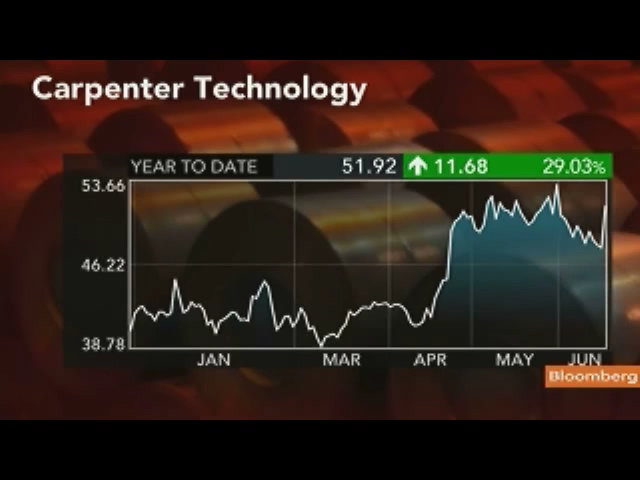 Carpenter Technology
YEAR TO DATE 51.92 11.68 29.03%
53.66
46.22
38.78
JAN MAR APR MAY JUN
Bloomberg